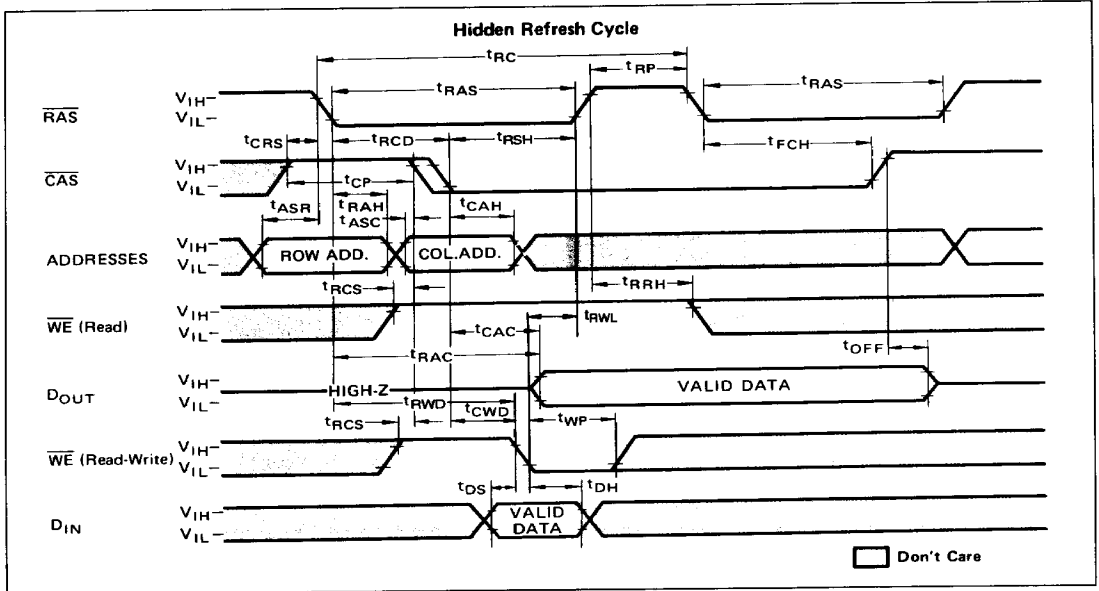 Hidden Refresh Cycle
tRC
tRP
tRAS
tRAS
RAS
VIH
VIL
tCRS
tRCD
tRSH
tFCH
CAS
VIH
VIL
tCP
tASR
tRAH
tASC
tCAH
ADDRESSES
VIH
VIL
ROW ADD.
COL.ADD.
tRCS
tRRH
WE (Read)
VIH
VIL
tRWL
tCAC
tRAC
tOFF
DOUT
VIH
VIL
HIGH-Z
VALID DATA
tRWD
tCWD
tRCS
tWP
WE (Read-Write)
VIH
VIL
tDS
tDH
DIN
VIH
VIL
VALID
DATA
Don't Care